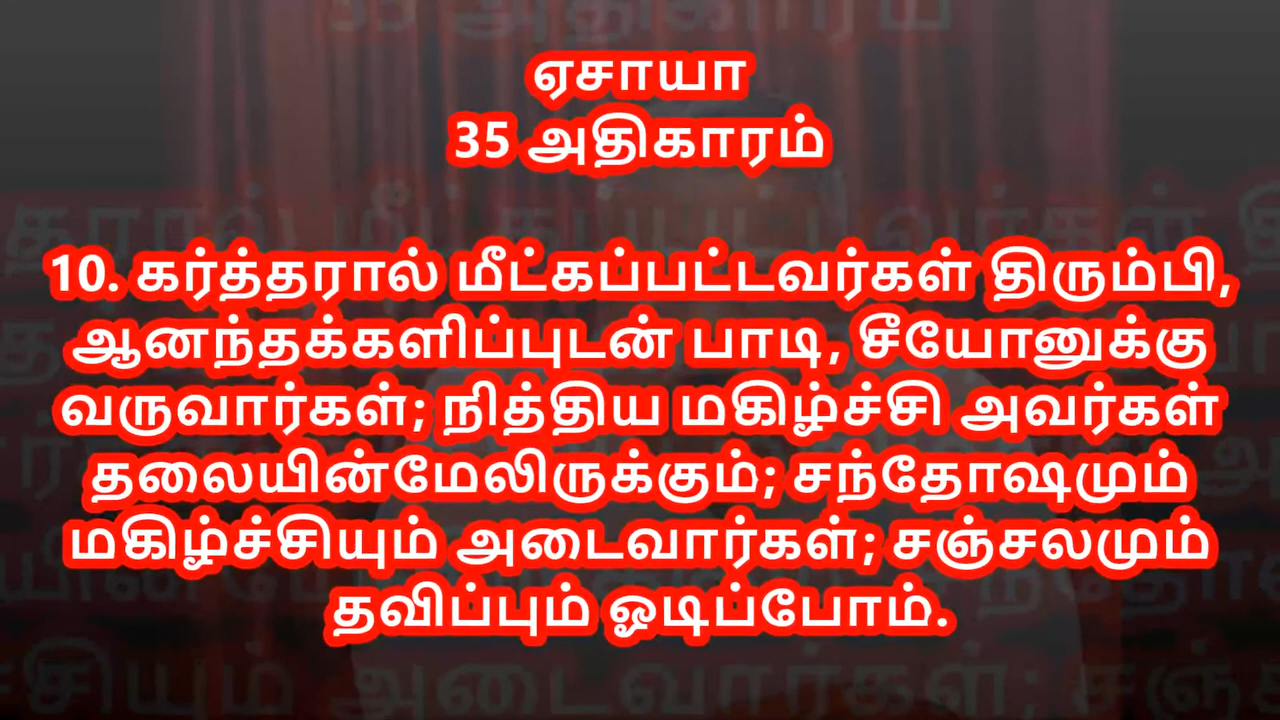 ஏசாயா
35 அதிகாரம்
10. கர்த்தரால் மீட்கப்பட்டவர்கள் திரும்பி,
ஆனந்தக்களிப்புடன் பாடி, சீயோனுக்கு
வருவார்கள்; நித்திய மகிழ்ச்சி அவர்கள்
தலையின்மேலிருக்கும்; சந்தோஷமும்
மகிழ்ச்சியும் அடைவார்கள்; சஞ்சலமும்
தவிப்பும் ஓடிப்போம்.